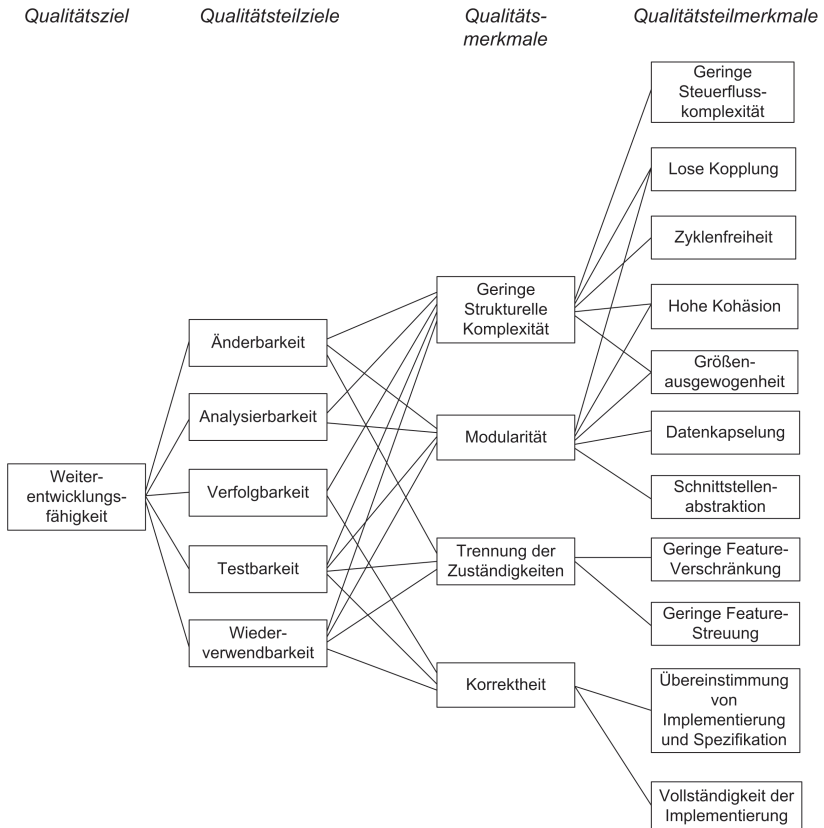 Qualitätsziel
Qualitätsteilziele
Qualitäts-
merkmale
Qualitätsteilmerkmale
Weiter-
entwicklungs-
fähigkeit
Änderbarkeit
Analysierbarkeit
Verfolgbarkeit
Testbarkeit
Wieder-
verwendbarkeit
Geringe
Strukturelle
Komplexität
Modularität
Trennung der
Zuständigkeiten
Korrektheit
Geringe
Steuerfluss-
komplexität
Lose Kopplung
Zyklenfreiheit
Hohe Kohäsion
Größen-
ausgewogenheit
Datenkapselung
Schnittstellen-
abstraktion
Geringe Feature-
Verschränkung
Geringe Feature-
Streuung
Übereinstimmung
von
Implementierung
und Spezifikation
Vollständigkeit der
Implementierung